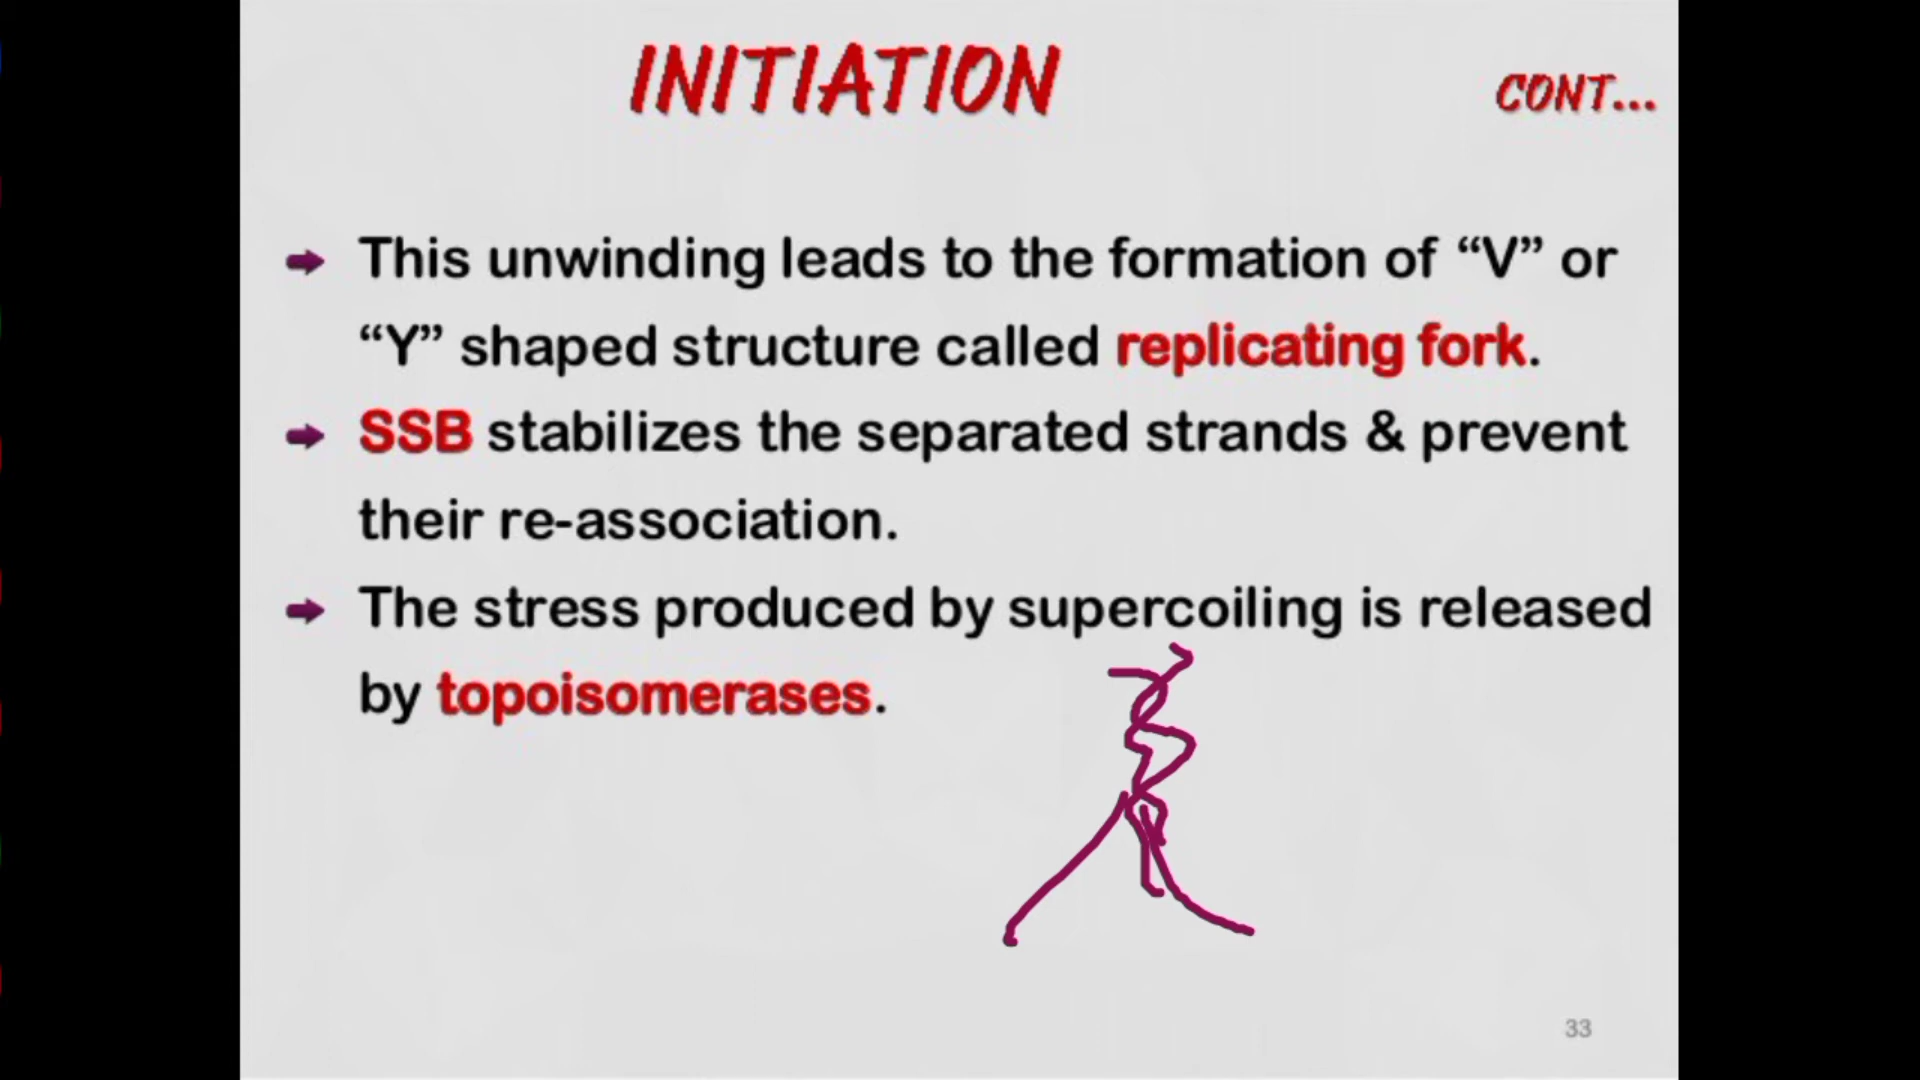 INITIATION
CONT...
This unwinding leads to the formation of “V” or
“Y” shaped structure called replicating fork.
SSB stabilizes the separated strands & prevent
their re-association.
The stress produced by supercoiling is released
by topoisomerases.
33